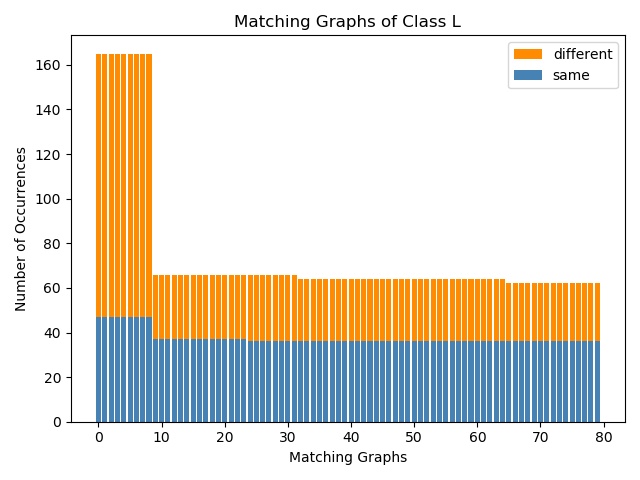 Matching Graphs of Class L
different
same
Number of Occurrences
160
140
120
100
80
60
40
20
0
0 10 20 30 40 50 60 70 80
Matching Graphs